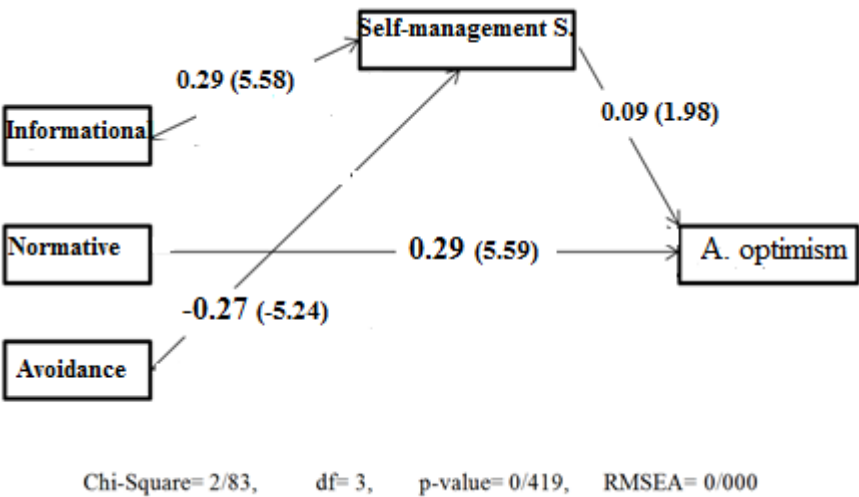 Self-management S.
0.29 (5.58)
0.09 (1.98)
Informational
Normative
0.29 (5.59)
A. optimism
-0.27 (-5.24)
Avoidance
Chi-Square= 2/83, df= 3, p-value= 0/419, RMSEA= 0/000